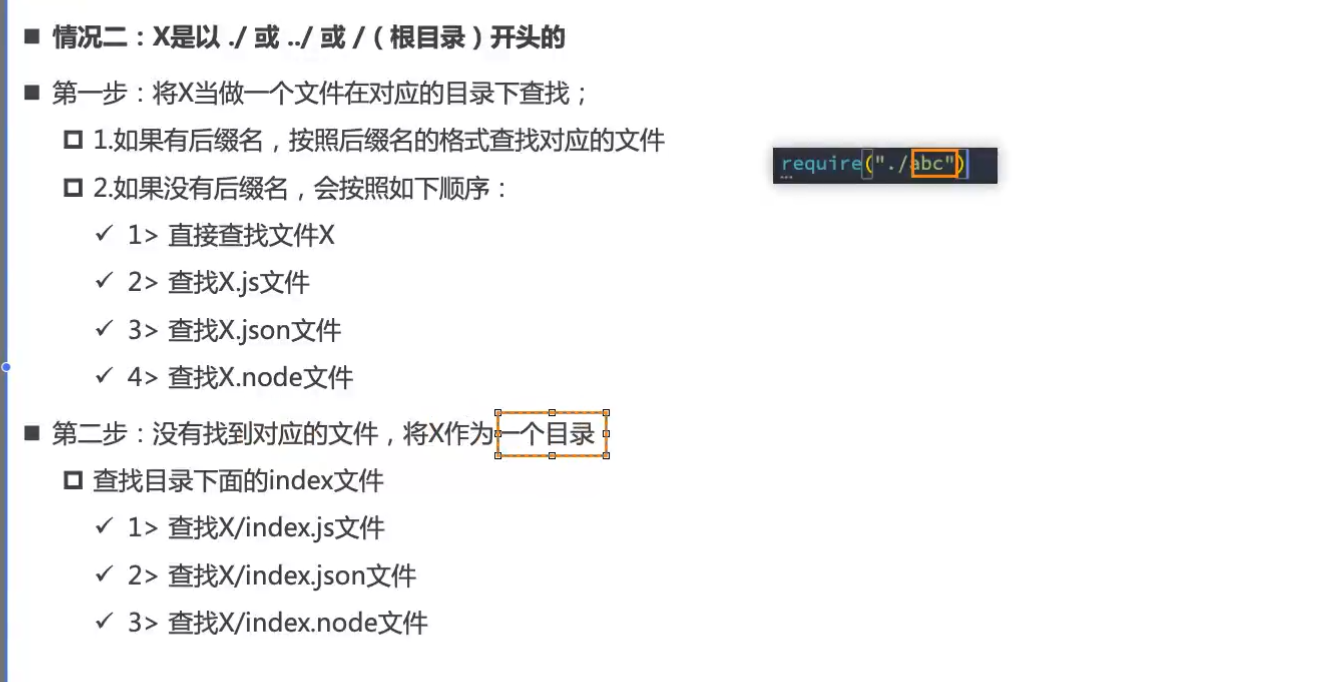 情况二：X是以 ./ 或 ../ 或 /（根目录）开头的
第一步：将X当做一个文件在对应的目录下查找；
1.如果有后缀名，按照后缀名的格式查找对应的文件
require("./abc")
2.如果没有后缀名，会按照如下顺序：
1> 直接查找文件X
2> 查找X.js文件
3> 查找X.json文件
4> 查找X.node文件
第二步：没有找到对应的文件，将X作为一个目录
查找目录下面的index文件
1> 查找X/index.js文件
2> 查找X/index.json文件
3> 查找X/index.node文件